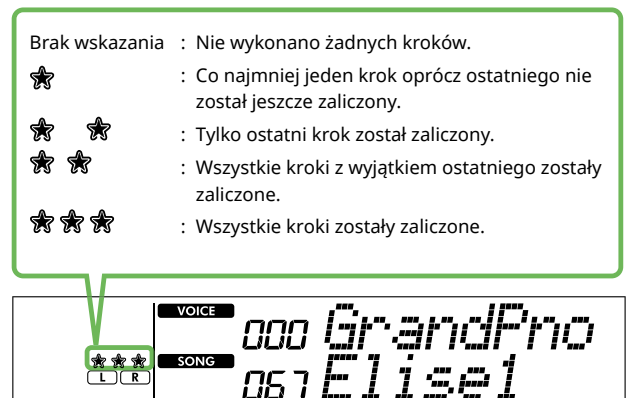 Brak wskazania : Nie wykonano żadnych kroków.
: Co najmniej jeden krok oprócz ostatniego nie
został jeszcze zaliczony.
: Tylko ostatni krok został zaliczony.
: Wszystkie kroki z wyjątkiem ostatniego zostały
zaliczone.
: Wszystkie kroki zostały zaliczone.
VOICE
000 GrandPno
L R
SONG
067 Elise1